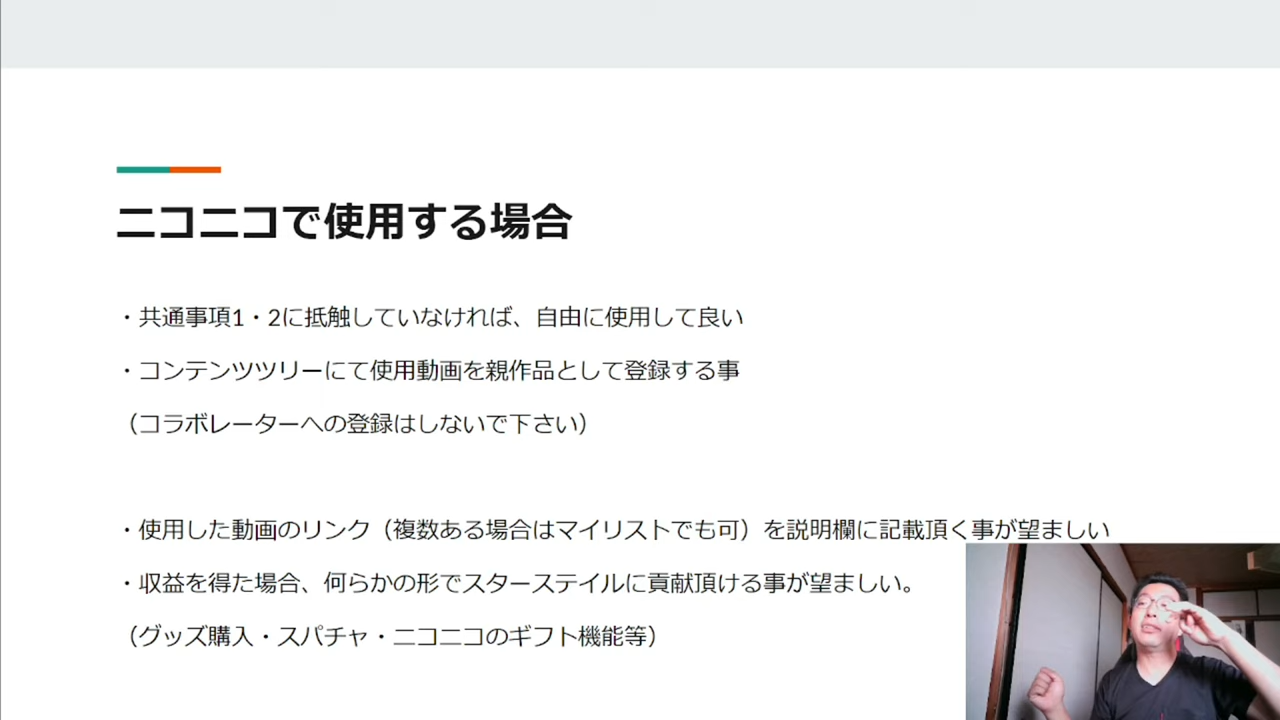 ニコニコで使用する場合
・共通事項1・2に抵触していなければ、自由に使用して良い
・コンテンツツリーにて使用動画を親作品として登録する事
（コラボレーターへの登録はしないで下さい）
・使用した動画のリンク（複数ある場合はマイリストでも可）を説明欄に記載頂く事が望ましい
・収益を得た場合、何らかの形でスターステイルに貢献頂ける事が望ましい。
（グッズ購入・スパチャ・ニコニコのギフト機能等）